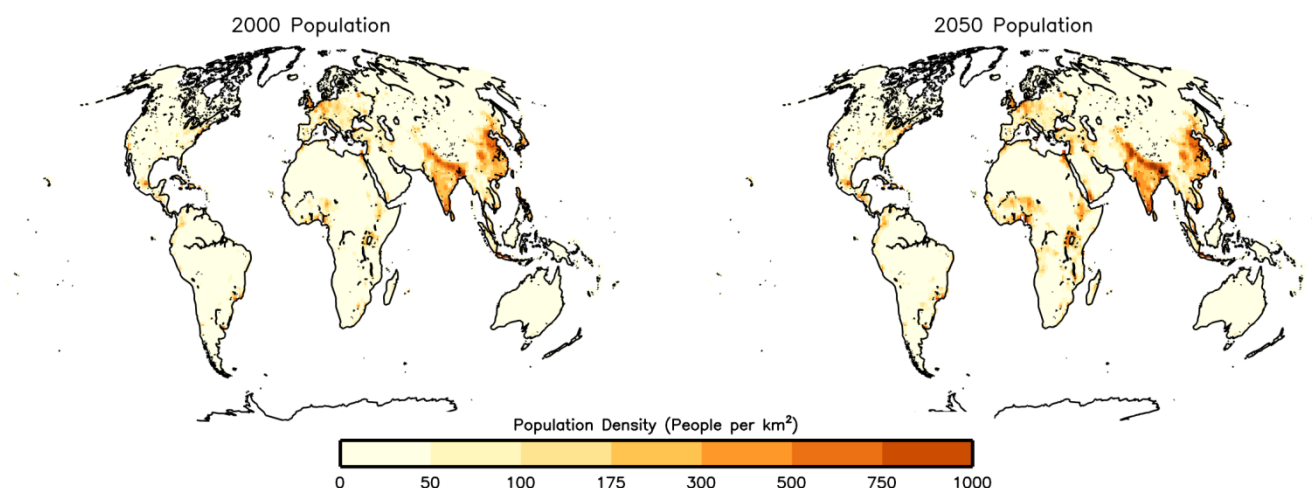 2000 Population
2050 Population
Population Density (People per km²)
0 50 100 175 300 500 750 1000